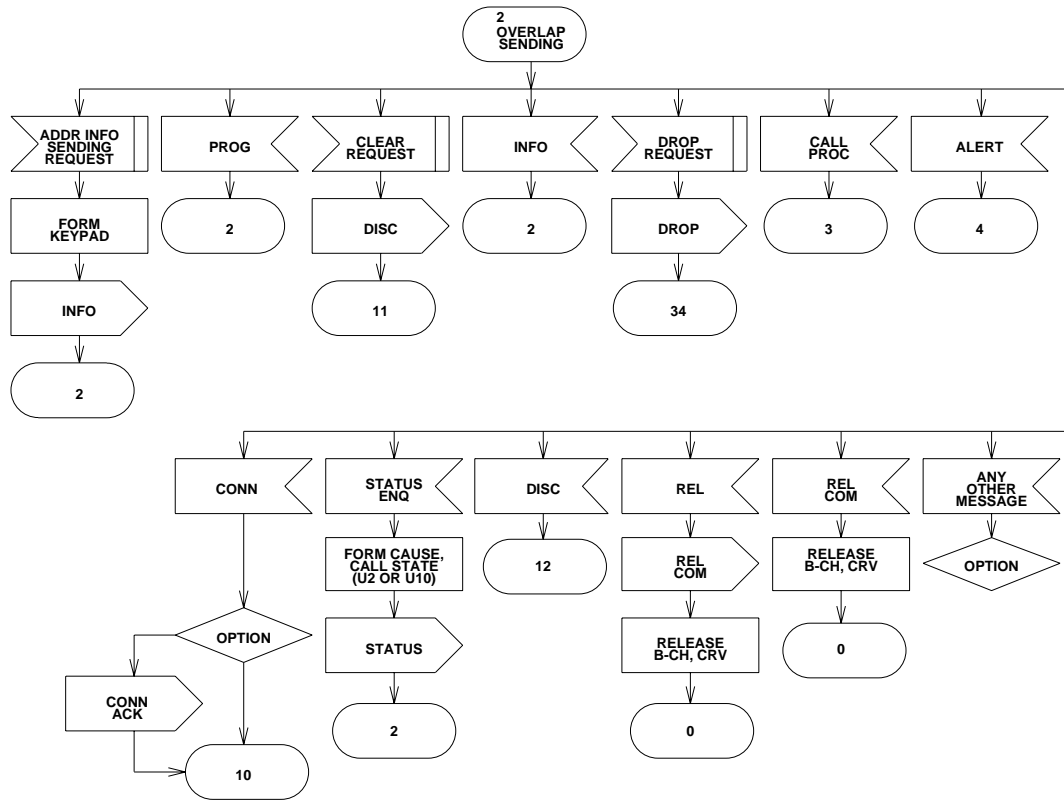 2
OVERLAP
SENDING
ADDR INFO
SENDING
REQUEST
PROG
CLEAR
REQUEST
INFO
DROP
REQUEST
CALL
PROC
ALERT
FORM
KEYPAD
2
DISC
2
DROP
3
4
INFO
11
34
2
CONN
STATUS
ENQ
DISC
REL
REL
COM
ANY
OTHER
MESSAGE
FORM CAUSE,
CALL STATE
(U2 OR U10)
12
REL
COM
RELEASE
B-CH, CRV
OPTION
OPTION
STATUS
RELEASE
B-CH, CRV
0
CONN
ACK
2
0
10